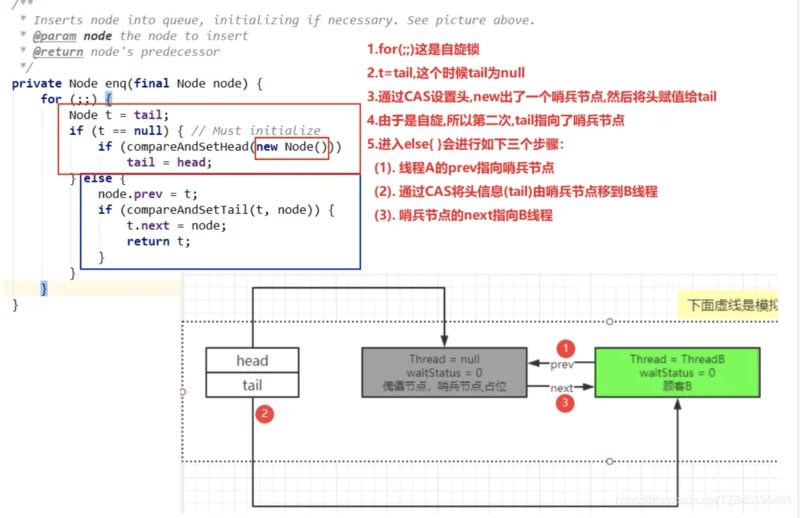 /**
* Inserts node into queue, initializing if necessary. See picture above.
* @param node the node to insert
* @return node's predecessor
*/
private Node enq(final Node node) {
for (;;) {
Node t = tail;
if (t == null) { // Must initialize
if (compareAndSetHead(new Node()))
tail = head;
} else {
node.prev = t;
if (compareAndSetTail(t, node)) {
t.next = node;
return t;
}
}
}
}
1.for(;;)这是自旋锁
2.t=tail,这个时候tail为null
3.通过CAS设置头,new出了一个哨兵节点,然后将头赋值给tail
4.由于是自旋,所以第二次,tail指向了哨兵节点
5.进入else{ }会进行如下三个步骤：
(1). 线程A的prev指向哨兵节点
(2). 通过CAS将头信息(tail)由哨兵节点移到B线程
(3). 哨兵节点的next指向B线程
下面虚线是模拟
head
tail
2
Thread = null
waitStatus = 0
傀儡节点，哨兵节点,占位
1
prev
next
3
Thread = ThreadB
waitStatus = 0
顾客B